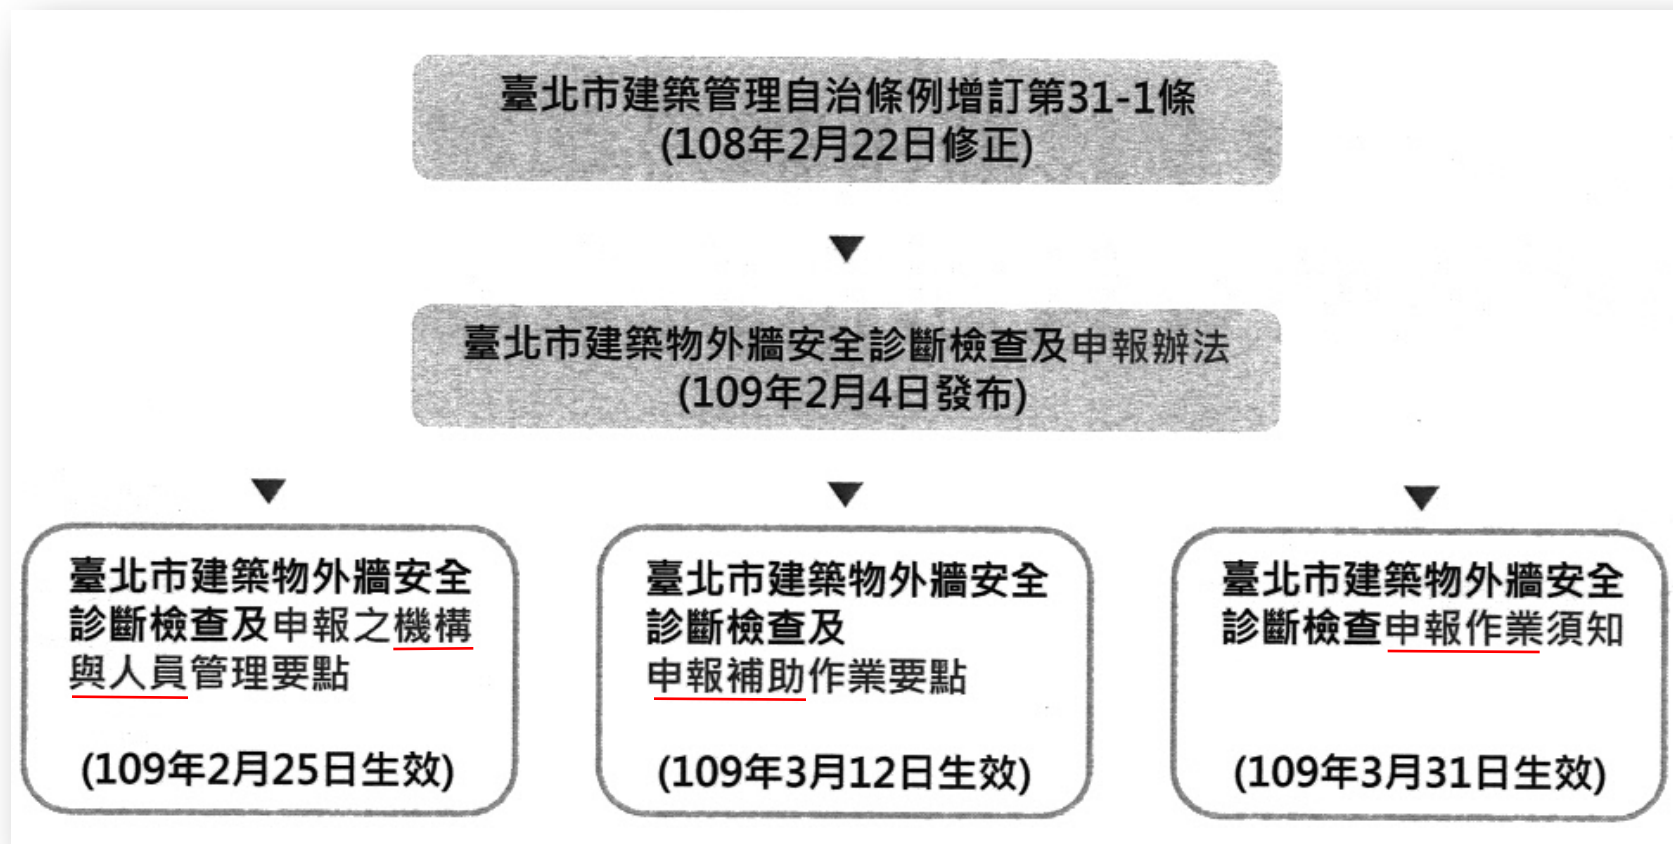 臺北市建築管理自治條例增訂第31-1條
(108年2月22日修正)
臺北市建築物外牆安全診斷檢查及申報辦法
(109年2月4日發布)
臺北市建築物外牆安全
診斷檢查及申報之機構
與人員管理要點
(109年2月25日生效)
臺北市建築物外牆安全
診斷檢查及
申報補助作業要點
(109年3月12日生效)
臺北市建築物外牆安全
診斷檢查申報作業須知
(109年3月31日生效)